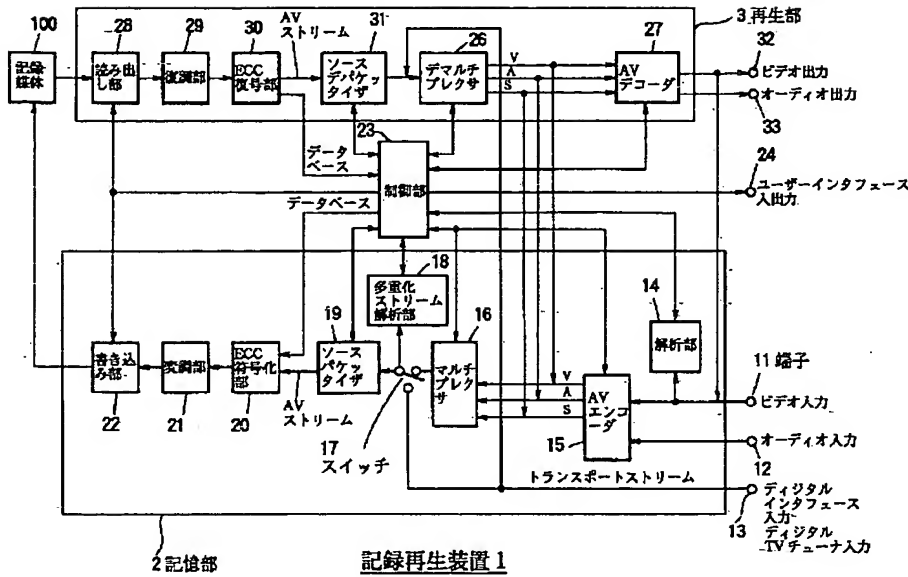 3 再生部
100
28
29
30
AV
ストリーム
31
26
27
32
記録
媒体
読み出
し部
復調部
ECC
復号部
ソース
デパケッ
タイザ
デマルチ
プレクサ
V
A
S
AV
デコーダ
ビデオ出力
オーディオ出力
33
23
データ
ベース
制御部
24
ユーザーインタフェース
入出力
データベース
18
多重化
ストリーム
解析部
14
解析部
19
16
書き込
み部
変調部
ECC
符号化
部
ソース
パケッ
タイザ
マルチ
プレク
サ
V
A
S
AV
エンコ
ーダ
11 端子
ビデオ入力
22
21
20
AV
ストリーム
17
スイッチ
15
オーディオ入力
12
トランスポートストリーム
13
ディジタル
インタフェース
入力
ディジタル
TVチューナ入力
2 記憶部
記録再生装置 1